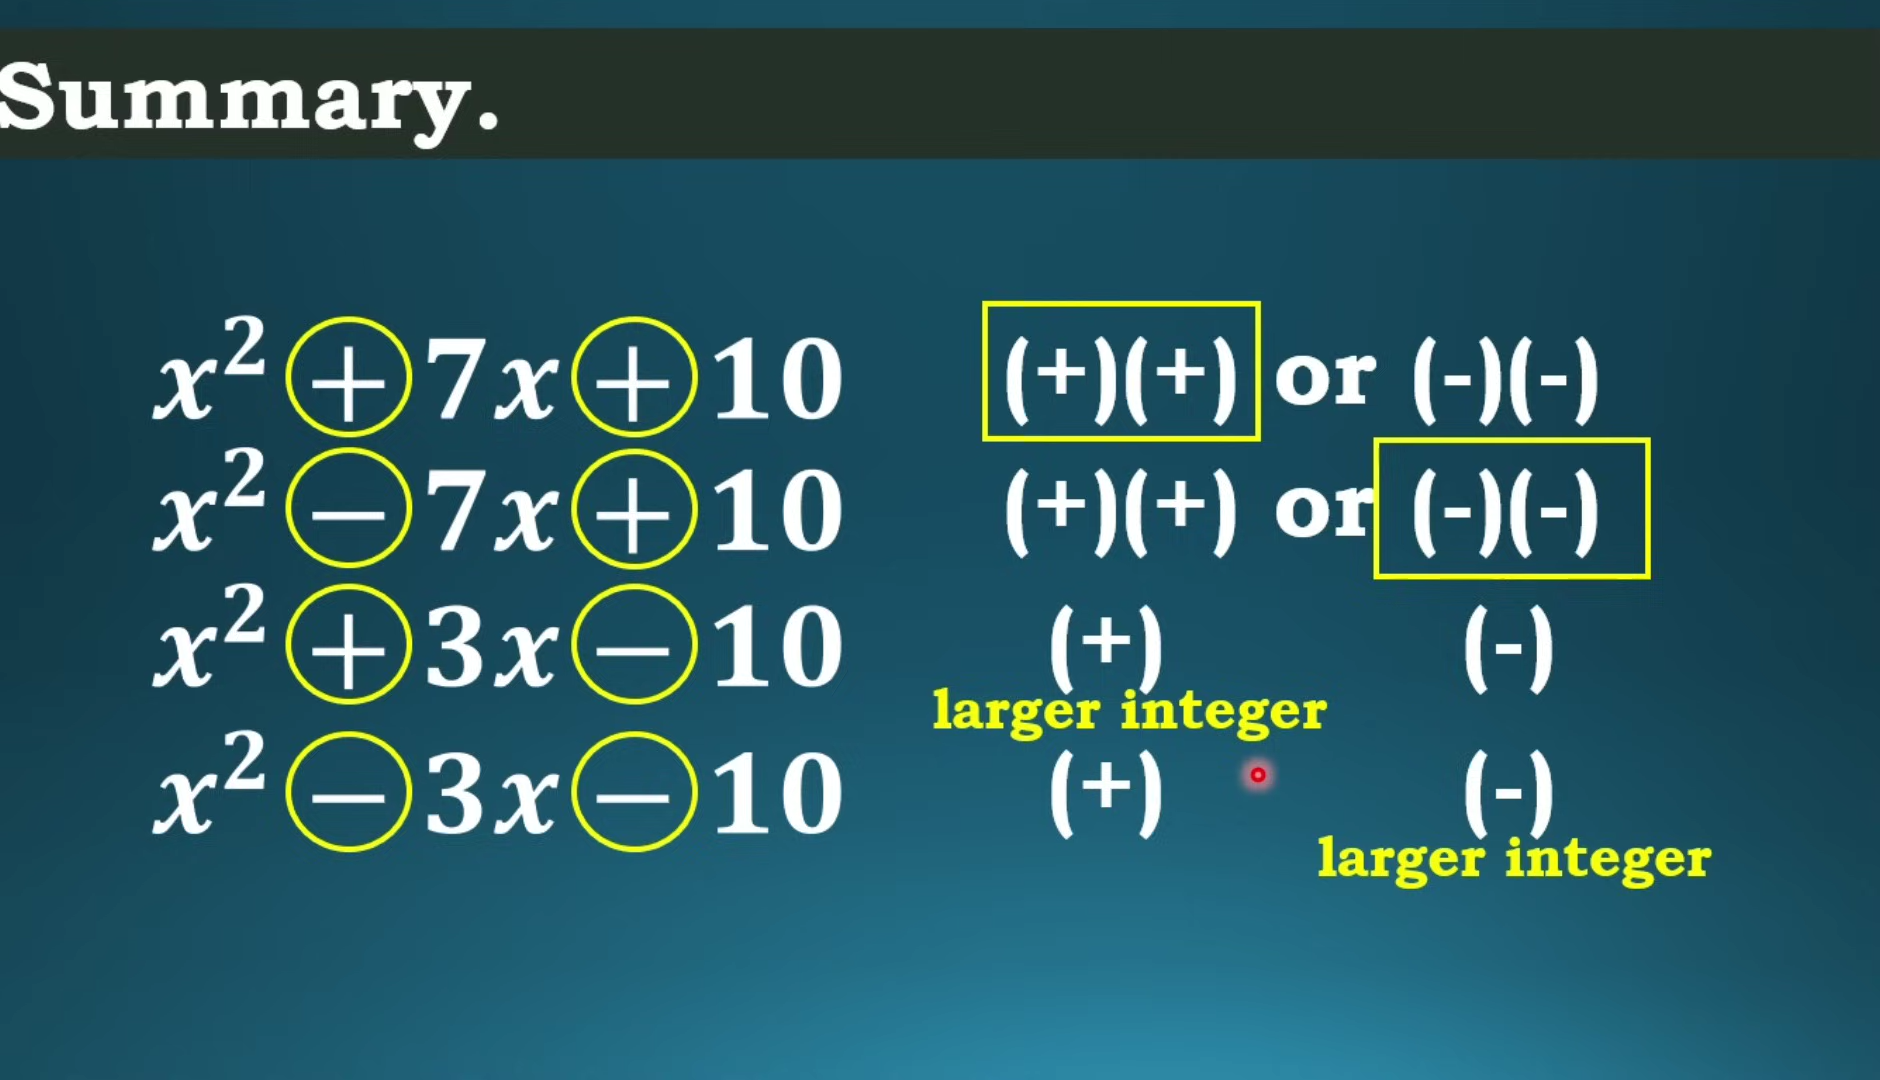 Summary.
x² + 7x + 10 (+)(+) or (-)(-)
x² − 7x + 10 (+)(+) or (-)(-)
x² + 3x − 10 (+) (-)
larger integer
x² − 3x − 10 (+) (-)
larger integer